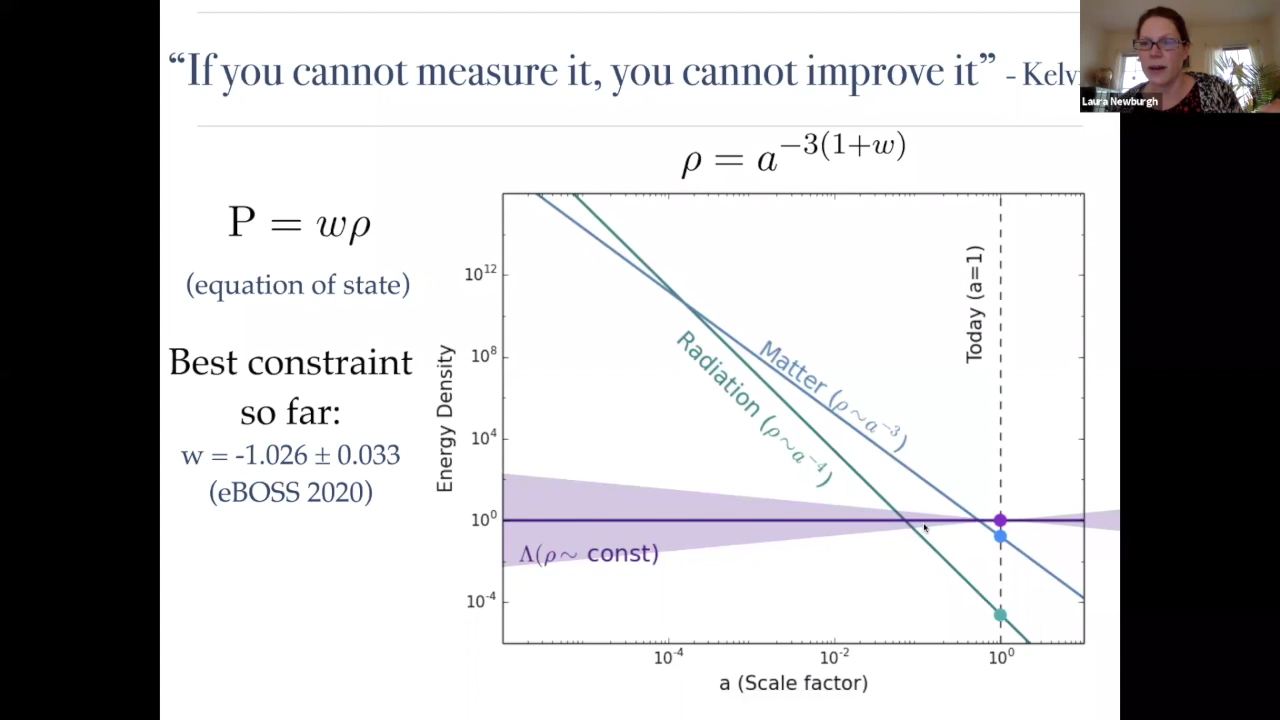 “If you cannot measure it, you cannot improve it” - Kelv
Laura Newburgh
ρ = a^{-3(1+w)}
P = wρ
(equation of state)
Best constraint
so far:
w = -1.026 ± 0.033
(eBOSS 2020)
Energy Density
10^{12}
10^{8}
10^{4}
10^{0}
10^{-4}
Radiation (ρ∼a^{-4})
Matter (ρ∼a^{-3})
Λ(ρ∼ const)
Today (a=1)
10^{-4}
10^{-2}
10^{0}
a (Scale factor)